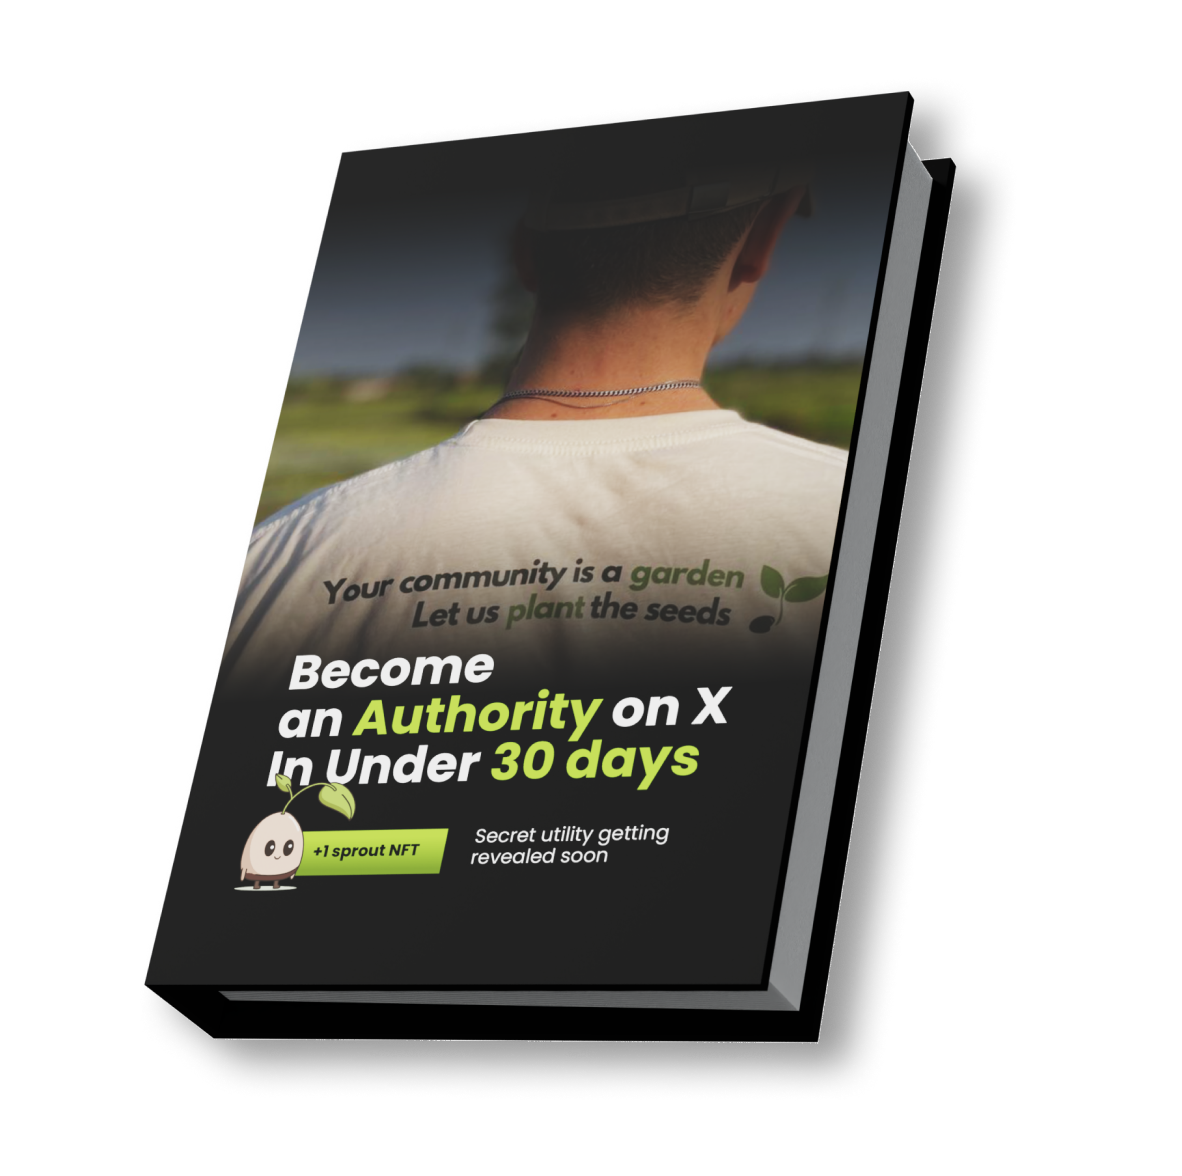 Your community is a garden
Let us plant the seeds
Become
an Authority on X
In Under 30 days
+1 sprout NFT
Secret utility getting
revealed soon